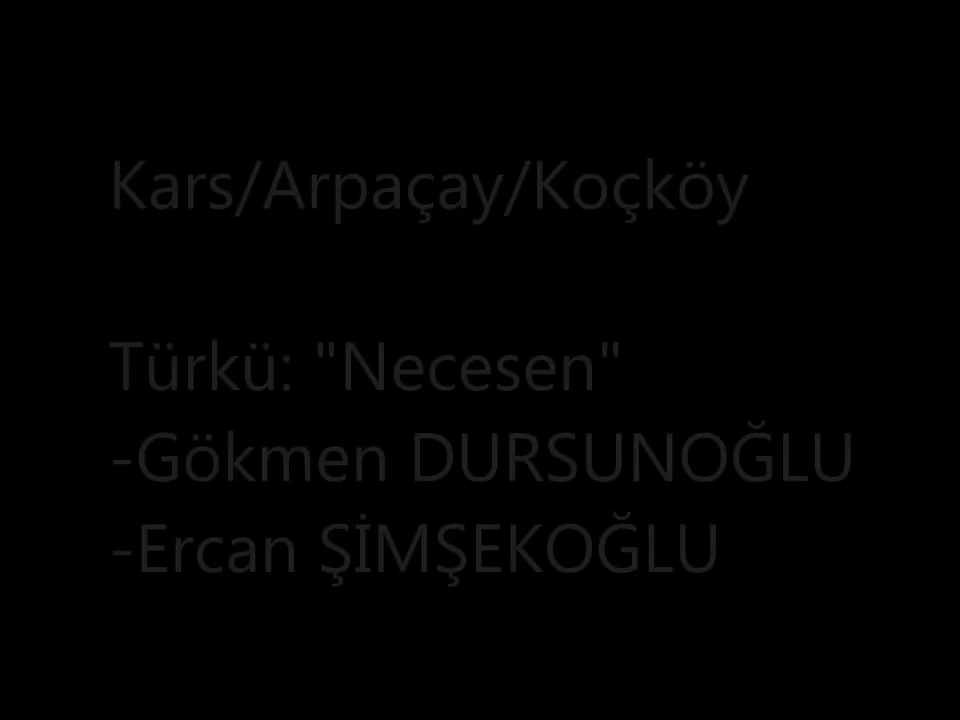 Kars/Arpaçay/Koçköy
Türkü: "Necesen"
-Gökmen DURSUNOĞLU
-Ercan ŞİMŞEKOĞLU